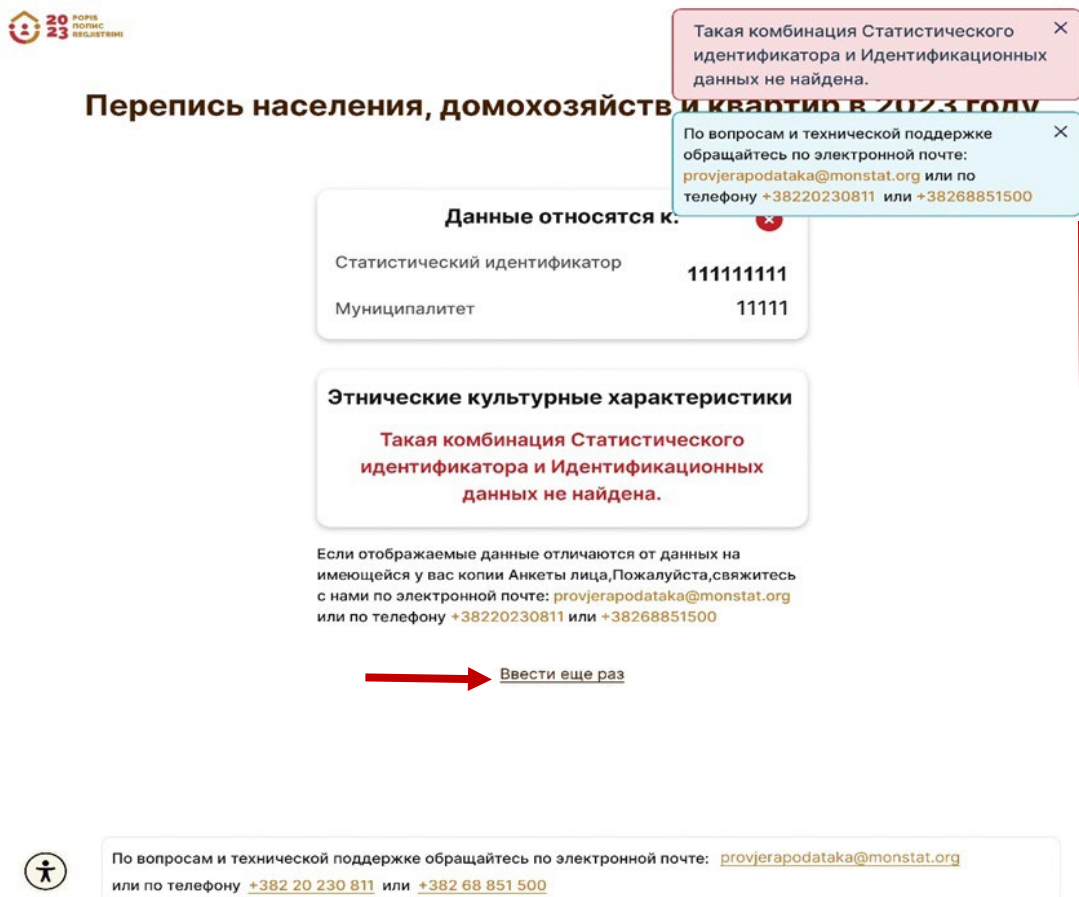 20 POPIS
ПОПИС
23 REGJISTRIMI
Такая комбинация Статистического
идентификатора и Идентификационных
данных не найдена.
Перепись населения, домохозяйств и квартир в 2023 году
По вопросам и технической поддержке
обращайтесь по электронной почте:
provjerapodataka@monstat.org или по
телефону +38220230811 или +38268851500
Данные относятся к:
Статистический идентификатор 111111111
Муниципалитет 11111
Этнические культурные характеристики
Такая комбинация Статистического
идентификатора и Идентификационных
данных не найдена.
Если отображаемые данные отличаются от данных на
имеющейся у вас копии Анкеты лица,Пожалуйста,свяжитесь
с нами по электронной почте: provjerapodataka@monstat.org
или по телефону +38220230811 или +38268851500
Ввести еще раз
По вопросам и технической поддержке обращайтесь по электронной почте: provjerapodataka@monstat.org
или по телефону +382 20 230 811 или +382 68 851 500